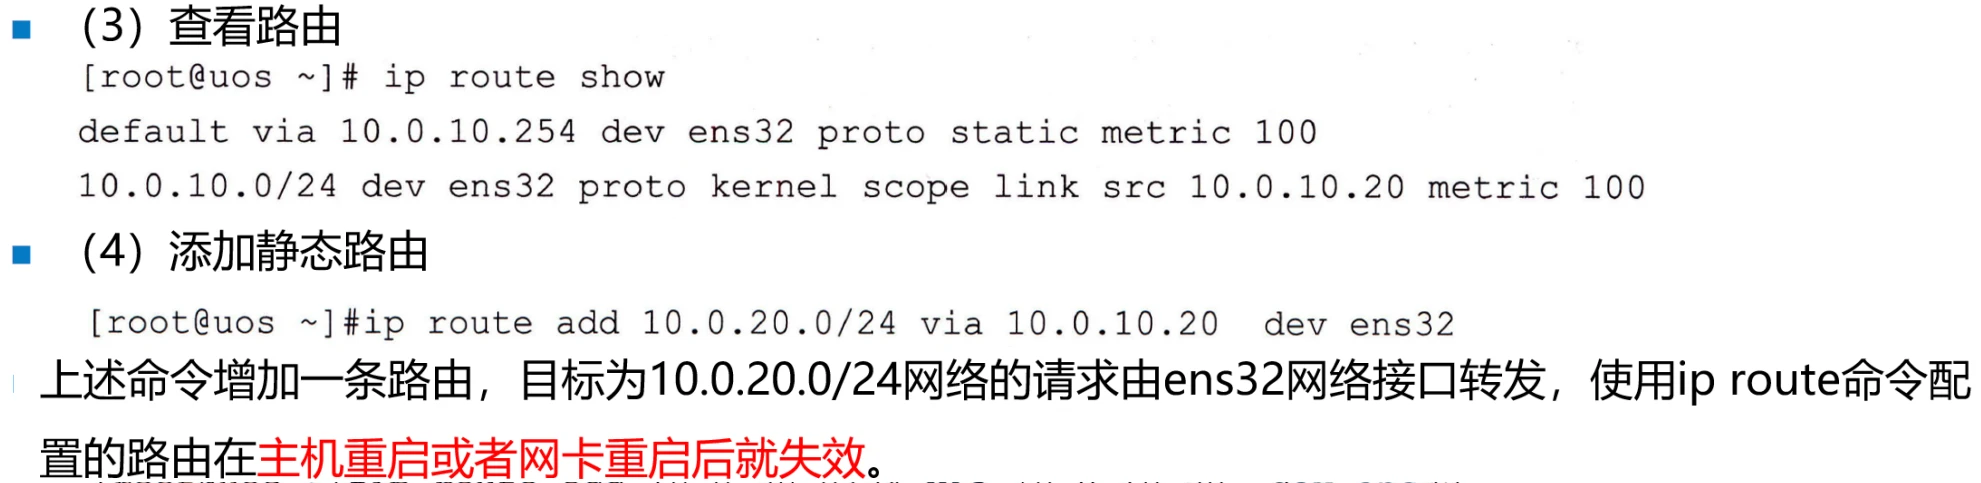 （3）查看路由
[root@uos ~]# ip route show
default via 10.0.10.254 dev ens32 proto static metric 100
10.0.10.0/24 dev ens32 proto kernel scope link src 10.0.10.20 metric 100
（4）添加静态路由
[root@uos ~]#ip route add 10.0.20.0/24 via 10.0.10.20 dev ens32
上述命令增加一条路由，目标为10.0.20.0/24网络的请求由ens32网络接口转发，使用ip route命令配
置的路由在主机重启或者网卡重启后就失效。